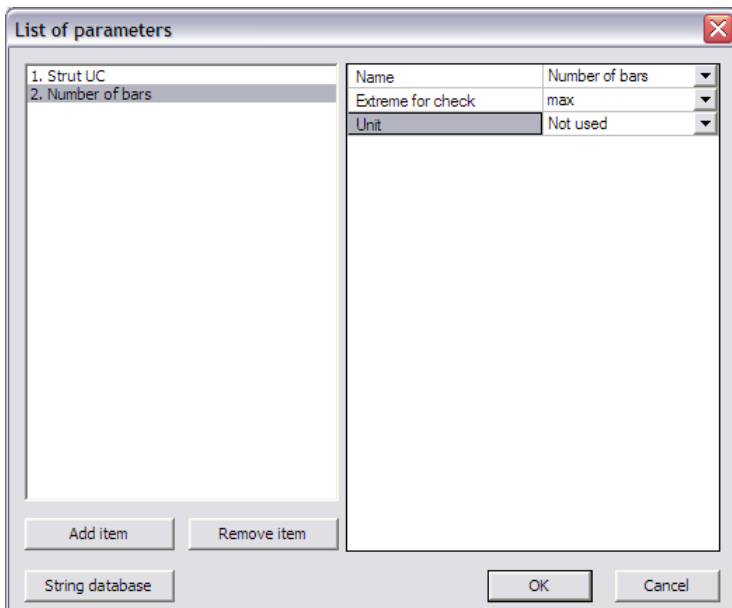 List of parameters
1. Strut UC
2. Number of bars
Name Number of bars
Extreme for check max
Unit Not used
Add item Remove item
String database OK Cancel